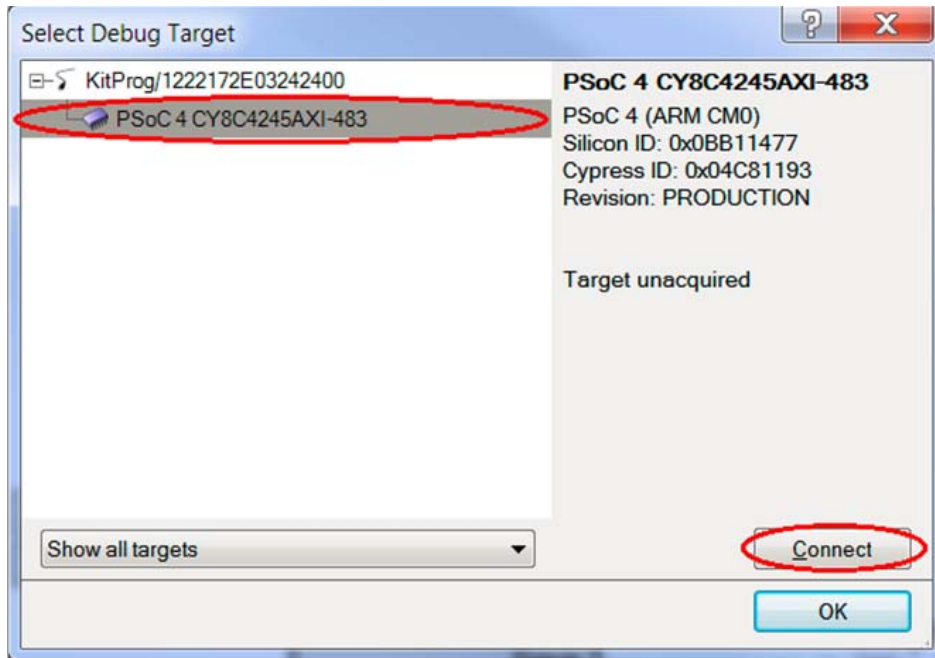 Select Debug Target
KitProg/1222172E03242400
PSoC 4 CY8C4245AXI-483
PSoC 4 CY8C4245AXI-483
PSoC 4 (ARM CM0)
Silicon ID: 0x0BB11477
Cypress ID: 0x04C81193
Revision: PRODUCTION
Target unacquired
Show all targets
Connect
OK